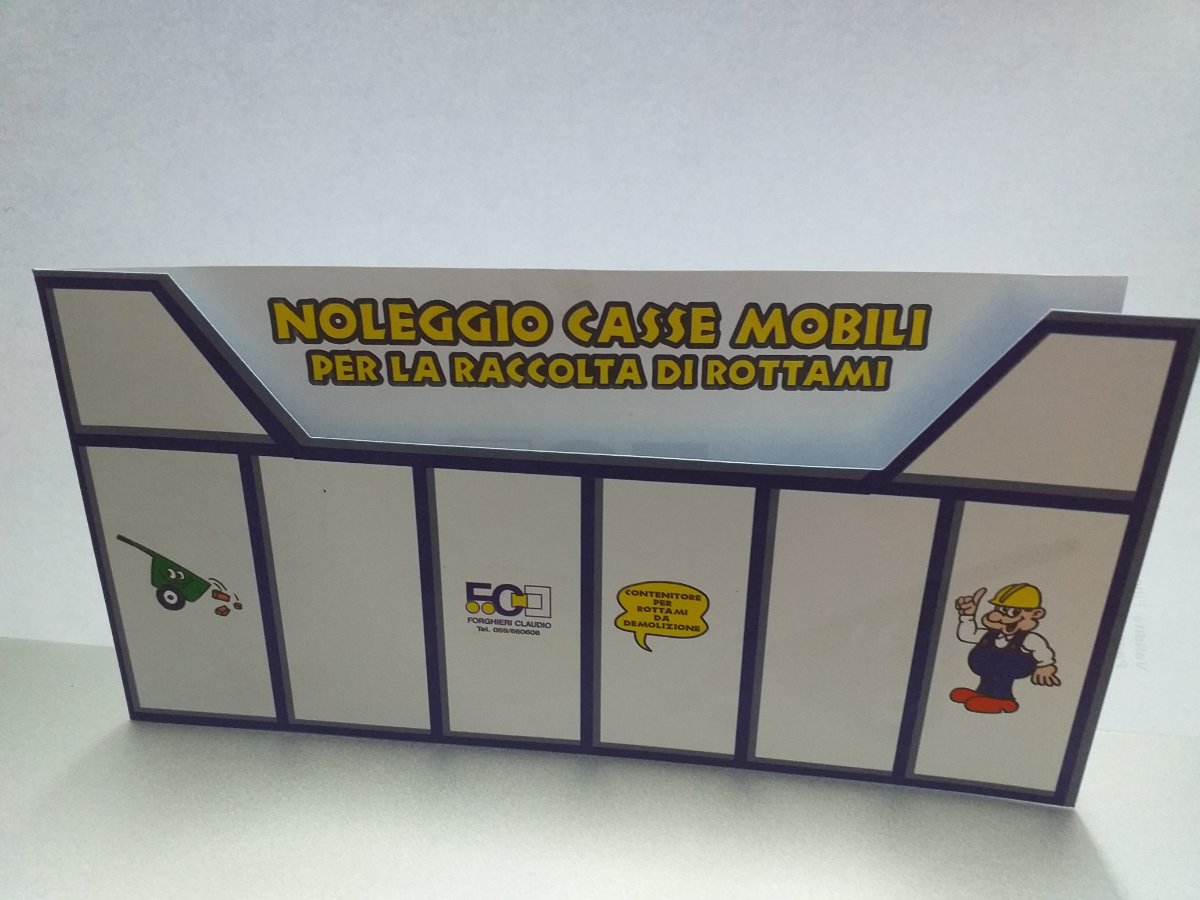 NOLEGGIO CASSE MOBILI
PER LA RACCOLTA DI ROTTAMI
FORGHIERI CLAUDIO
Tel. 059/660608
CONTENITORE
PER
ROTTAMI
DA
DEMOLIZIONE